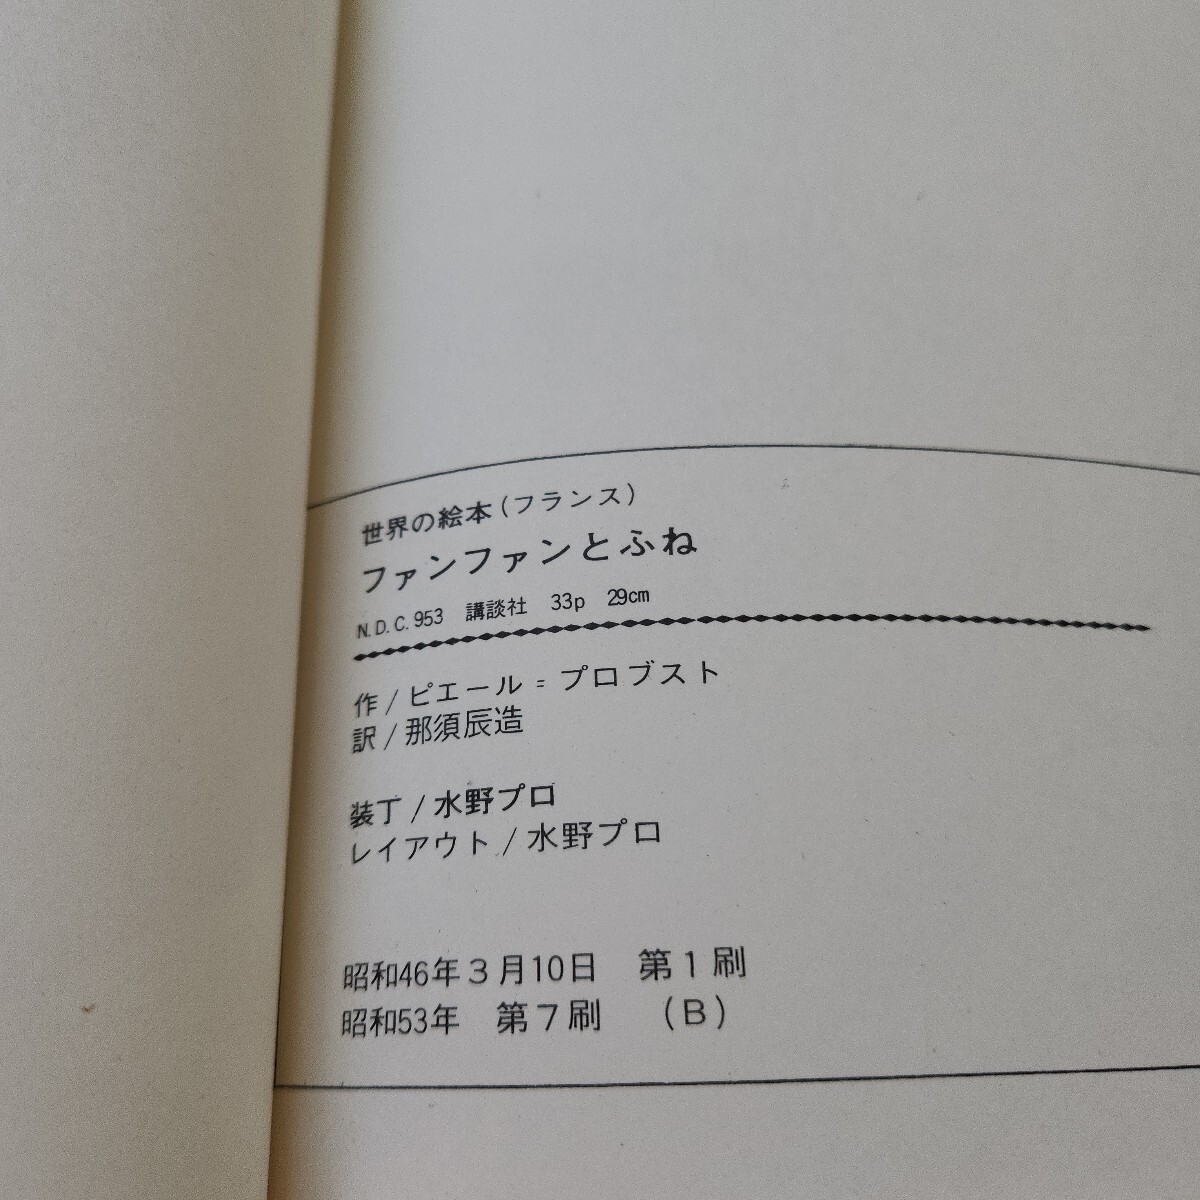 世界の絵本(フランス)
ファンファンとふね
N.D.C.953 講談社 33p 29cm
作/ピエール=プロブスト
訳/那須辰造
装丁/水野プロ
レイアウト/水野プロ
昭和46年3月10日 第1刷
昭和53年 第7刷 (B)